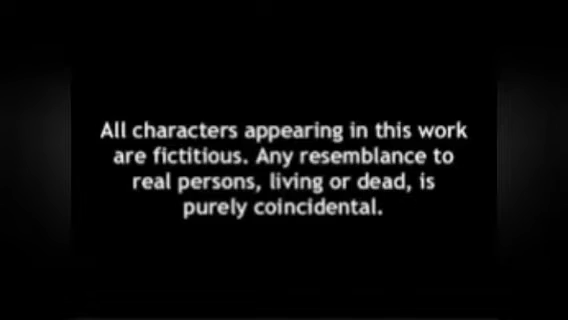 All characters appearing in this work
are fictitious. Any resemblance to
real persons, living or dead, is
purely coincidental.